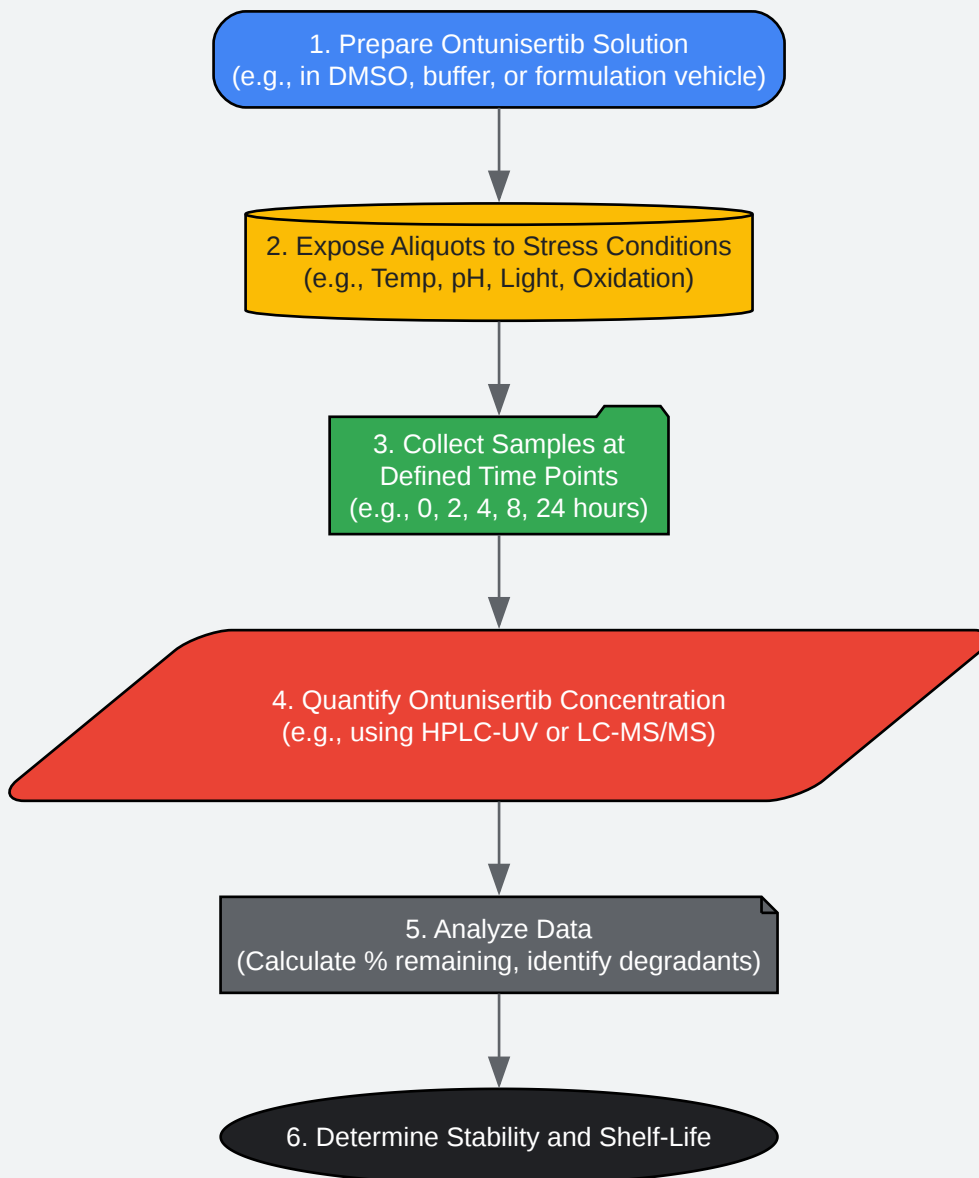 1. Prepare Ontunisertib Solution
(e.g., in DMSO, buffer, or formulation vehicle)
2. Expose Aliquots to Stress Conditions
(e.g., Temp, pH, Light, Oxidation)
3. Collect Samples at
Defined Time Points
(e.g., 0, 2, 4, 8, 24 hours)
4. Quantify Ontunisertib Concentration
(e.g., using HPLC-UV or LC-MS/MS)
5. Analyze Data
(Calculate % remaining, identify degradants)
6. Determine Stability and Shelf-Life